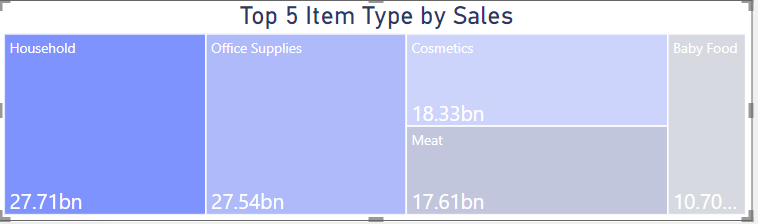 Top 5 Item Type by Sales
Household
27.71bn
Office Supplies
27.54bn
Cosmetics
18.33bn
Meat
17.61bn
Baby Food
10.70...